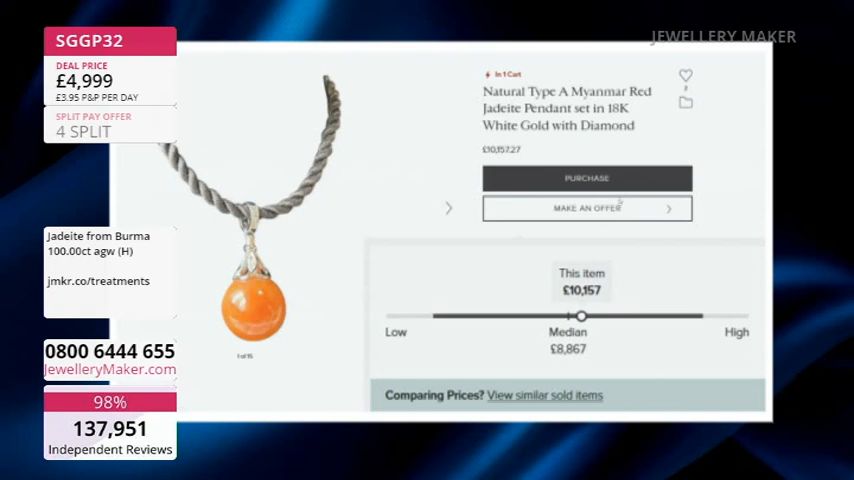 JEWELLERY MAKER
SGGP32
DEAL PRICE
£4,999
£3.95 P&P PER DAY
SPLIT PAY OFFER
4 SPLIT
Jadeite from Burma
100.00ct agw (H)
jmkr.co/treatments
0800 6444 655
JewelleryMaker.com
98%
137,951
Independent Reviews
In 1 Cart
Natural Type A Myanmar Red
Jadeite Pendant set in 18K
White Gold with Diamond
£10,157.27
PURCHASE
MAKE AN OFFER
1 of 15
This item
£10,157
Low
Median
High
£8,867
Comparing Prices? View similar sold items